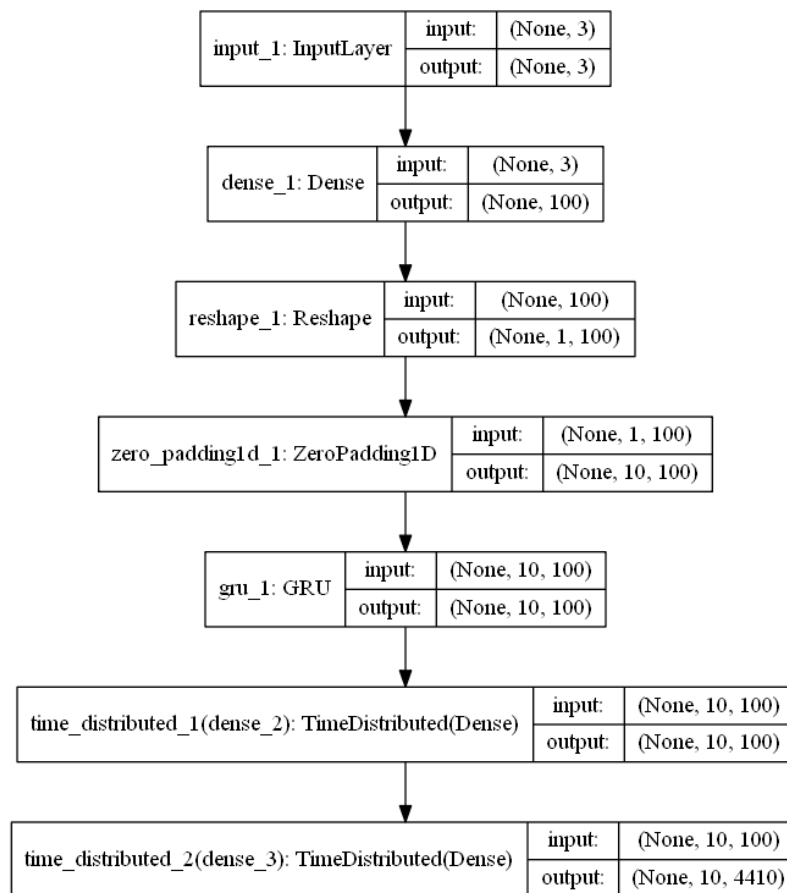 input_1: InputLayer
input: (None, 3)
output: (None, 3)
dense_1: Dense
input: (None, 3)
output: (None, 100)
reshape_1: Reshape
input: (None, 100)
output: (None, 1, 100)
zero_padding1d_1: ZeroPadding1D
input: (None, 1, 100)
output: (None, 10, 100)
gru_1: GRU
input: (None, 10, 100)
output: (None, 10, 100)
time_distributed_1(dense_2): TimeDistributed(Dense)
input: (None, 10, 100)
output: (None, 10, 100)
time_distributed_2(dense_3): TimeDistributed(Dense)
input: (None, 10, 100)
output: (None, 10, 4410)